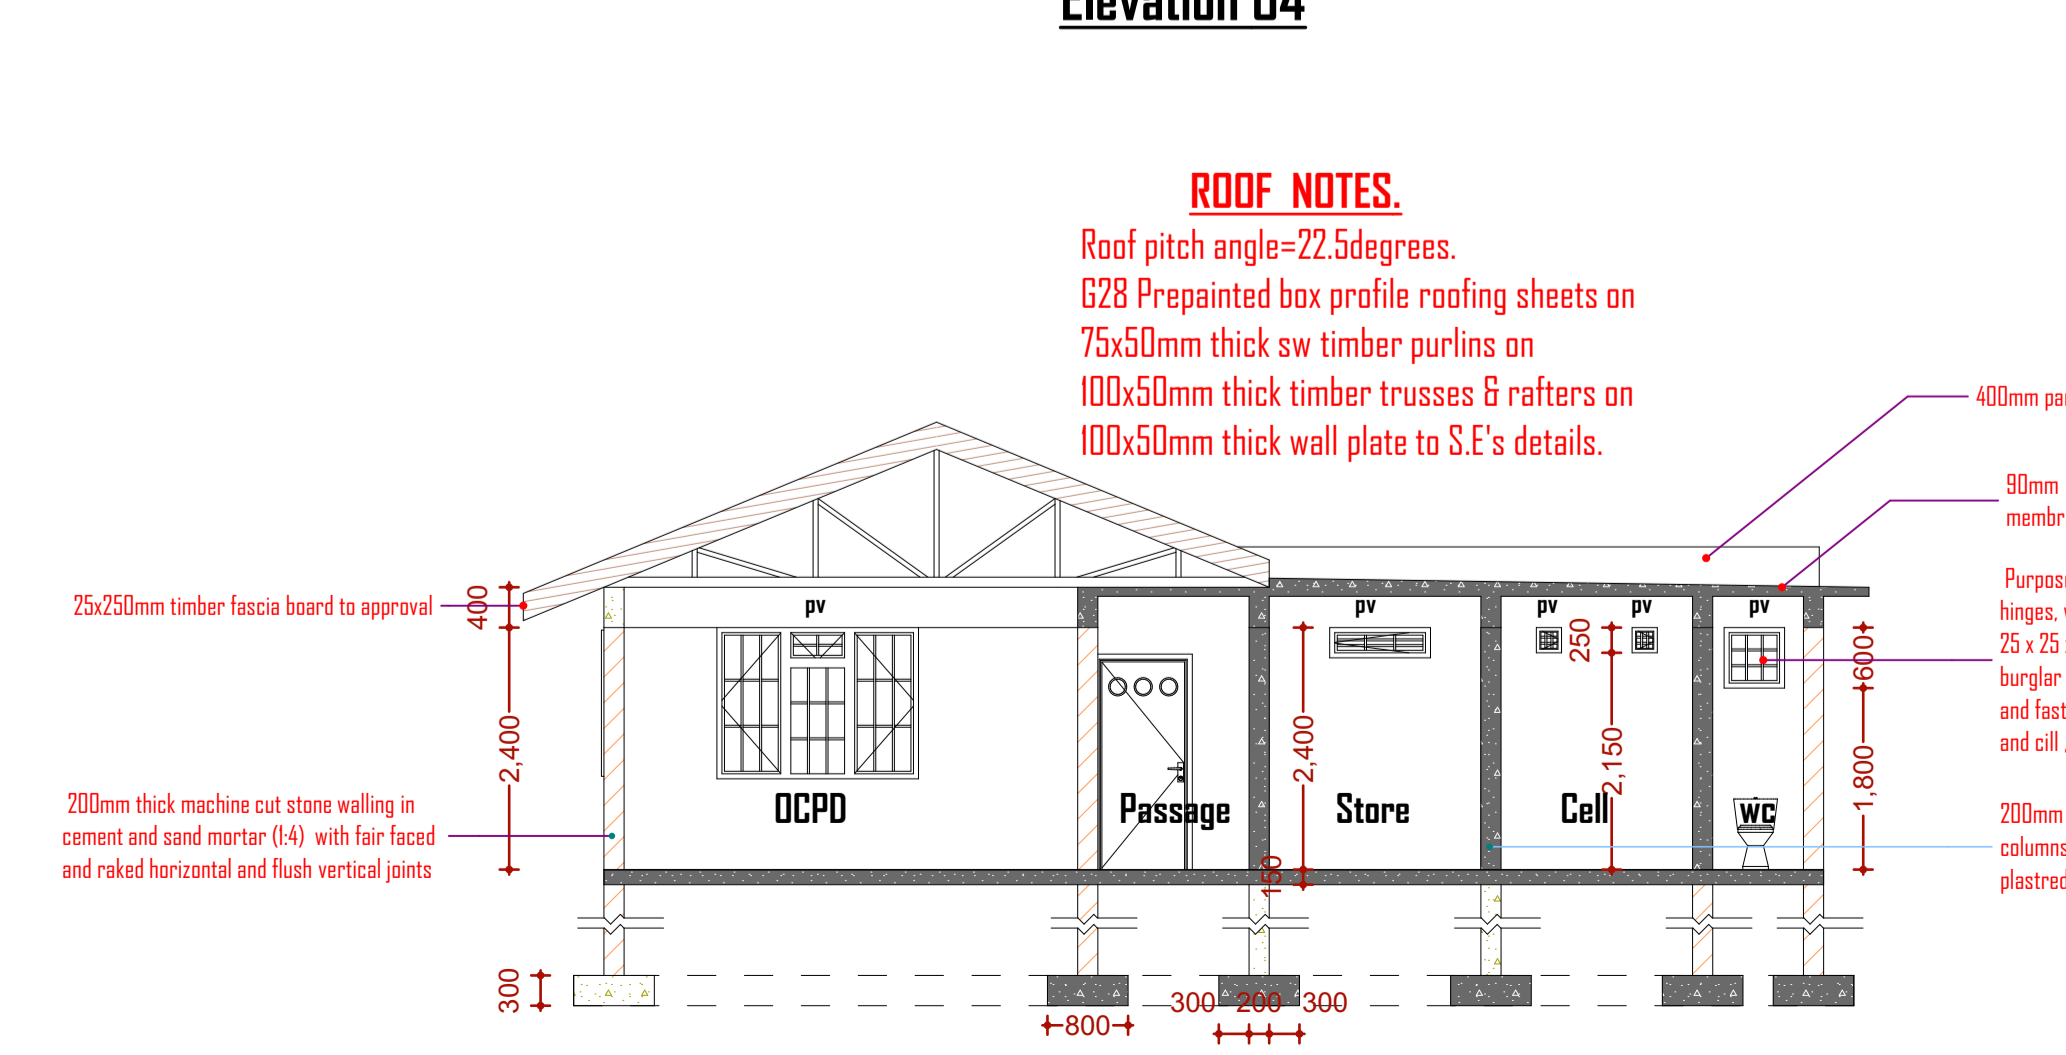 Elevation 04
ROOF NOTES.
Roof pitch angle=22.5degrees.
G28 Prepainted box profile roofing sheets on
75x50mm thick sw timber purlins on
100x50mm thick timber trusses & rafters on
100x50mm thick wall plate to S.E's details.
400mm
90mm
hinges,
25 x 25
burglar
and
and cill
200mm
25x250mm timber fascia board to approval
200mm thick machine cut stone walling in
cement and sand mortar (1:4) with fair faced
and raked horizontal and flush vertical joints
400
2,400
300
pv
pv
pv
pv
pv
OCPD
Passage
Store
Cell
WC
2,400
150
250
2,150
600
1,800
800
300 200 300